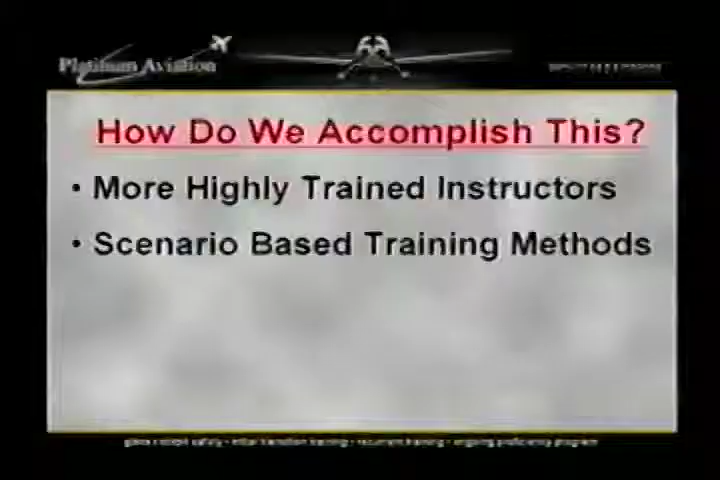 Platinum Aviation
How Do We Accomplish This?
• More Highly Trained Instructors
• Scenario Based Training Methods